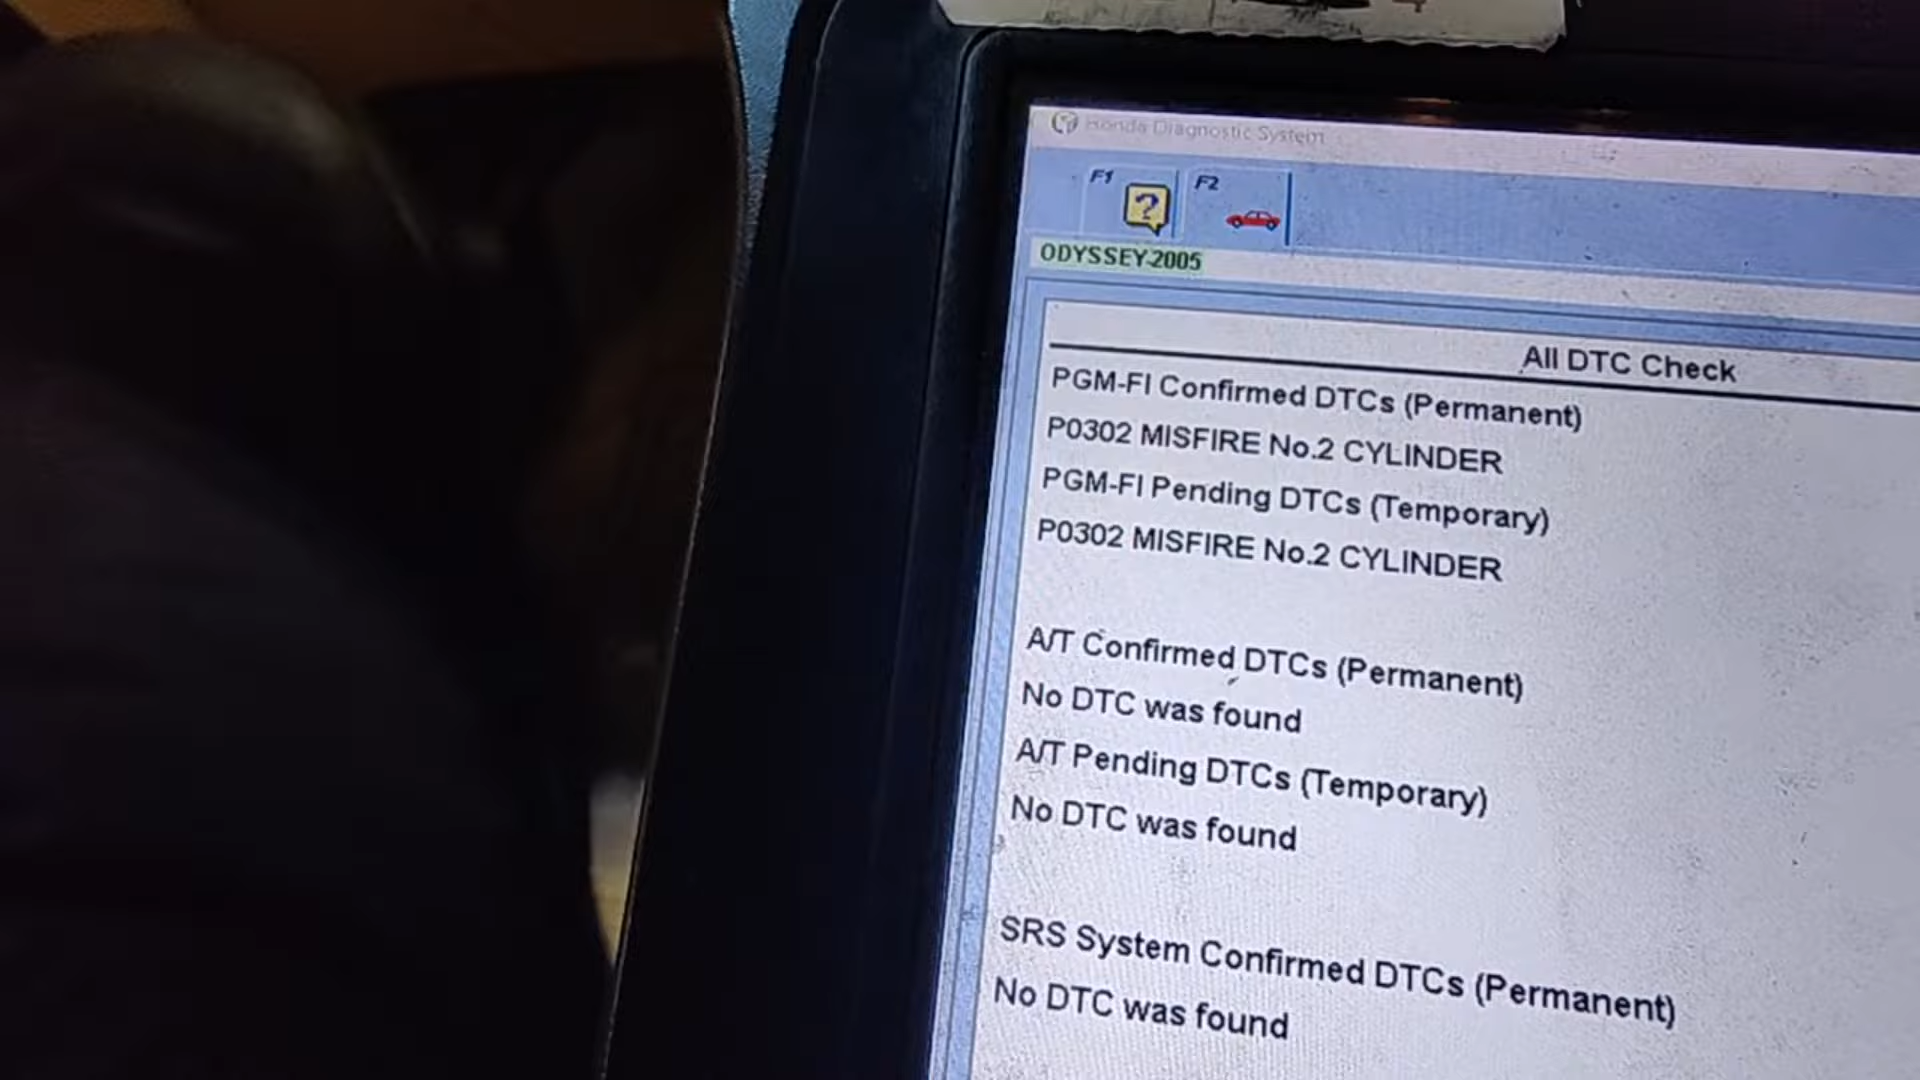 Honda Diagnostic System
F1 ? F2
ODYSSEY 2005
All DTC Check
PGM-FI Confirmed DTCs (Permanent)
P0302 MISFIRE No.2 CYLINDER
PGM-FI Pending DTCs (Temporary)
P0302 MISFIRE No.2 CYLINDER
A/T Confirmed DTCs (Permanent)
No DTC was found
A/T Pending DTCs (Temporary)
No DTC was found
SRS System Confirmed DTCs (Permanent)
No DTC was found